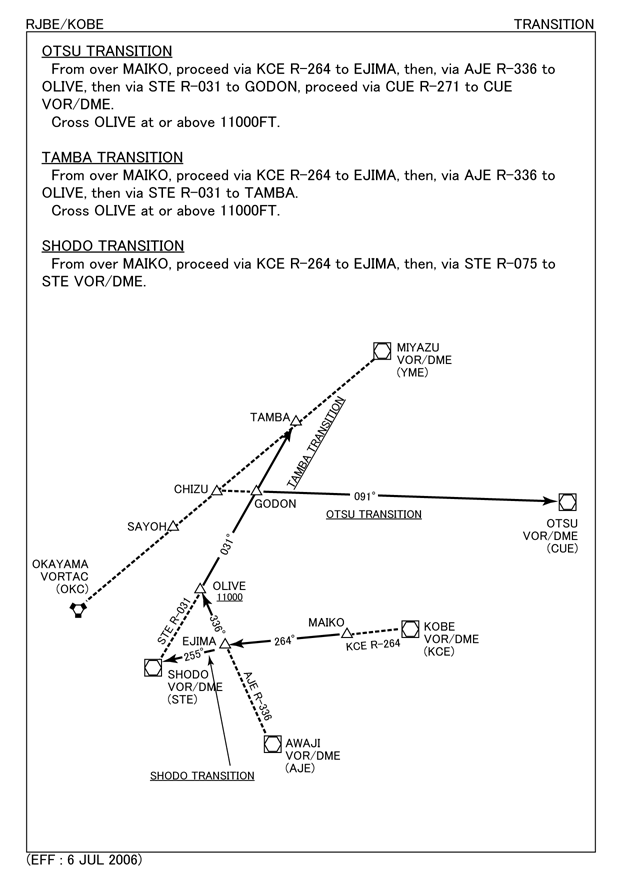 RJBE/KOBE
TRANSITION
OTSU TRANSITION
From over MAIKO, proceed via KCE R-264 to EJIMA, then, via AJE R-336 to
OLIVE, then via STE R-031 to GODON, proceed via CUE R-271 to CUE
VOR/DME.
Cross OLIVE at or above 11000FT.
TAMBA TRANSITION
From over MAIKO, proceed via KCE R-264 to EJIMA, then, via AJE R-336 to
OLIVE, then via STE R-031 to TAMBA.
Cross OLIVE at or above 11000FT.
SHODO TRANSITION
From over MAIKO, proceed via KCE R-264 to EJIMA, then, via STE R-075 to
STE VOR/DME.
MIYAZU
VOR/DME
(YME)
TAMBA
TAMBA TRANSITION
CHIZU
GODON
091°
OTSU TRANSITION
OTSU
VOR/DME
(CUE)
SAYOH
031°
OKAYAMA
VORTAC
(OKC)
OLIVE
11000
STE R-031
336°
EJIMA
264°
MAIKO
KCE R-264
KOBE
VOR/DME
(KCE)
255°
SHODO
VOR/DME
(STE)
AJE R-336
AWAJI
VOR/DME
(AJE)
SHODO TRANSITION
(EFF : 6 JUL 2006)